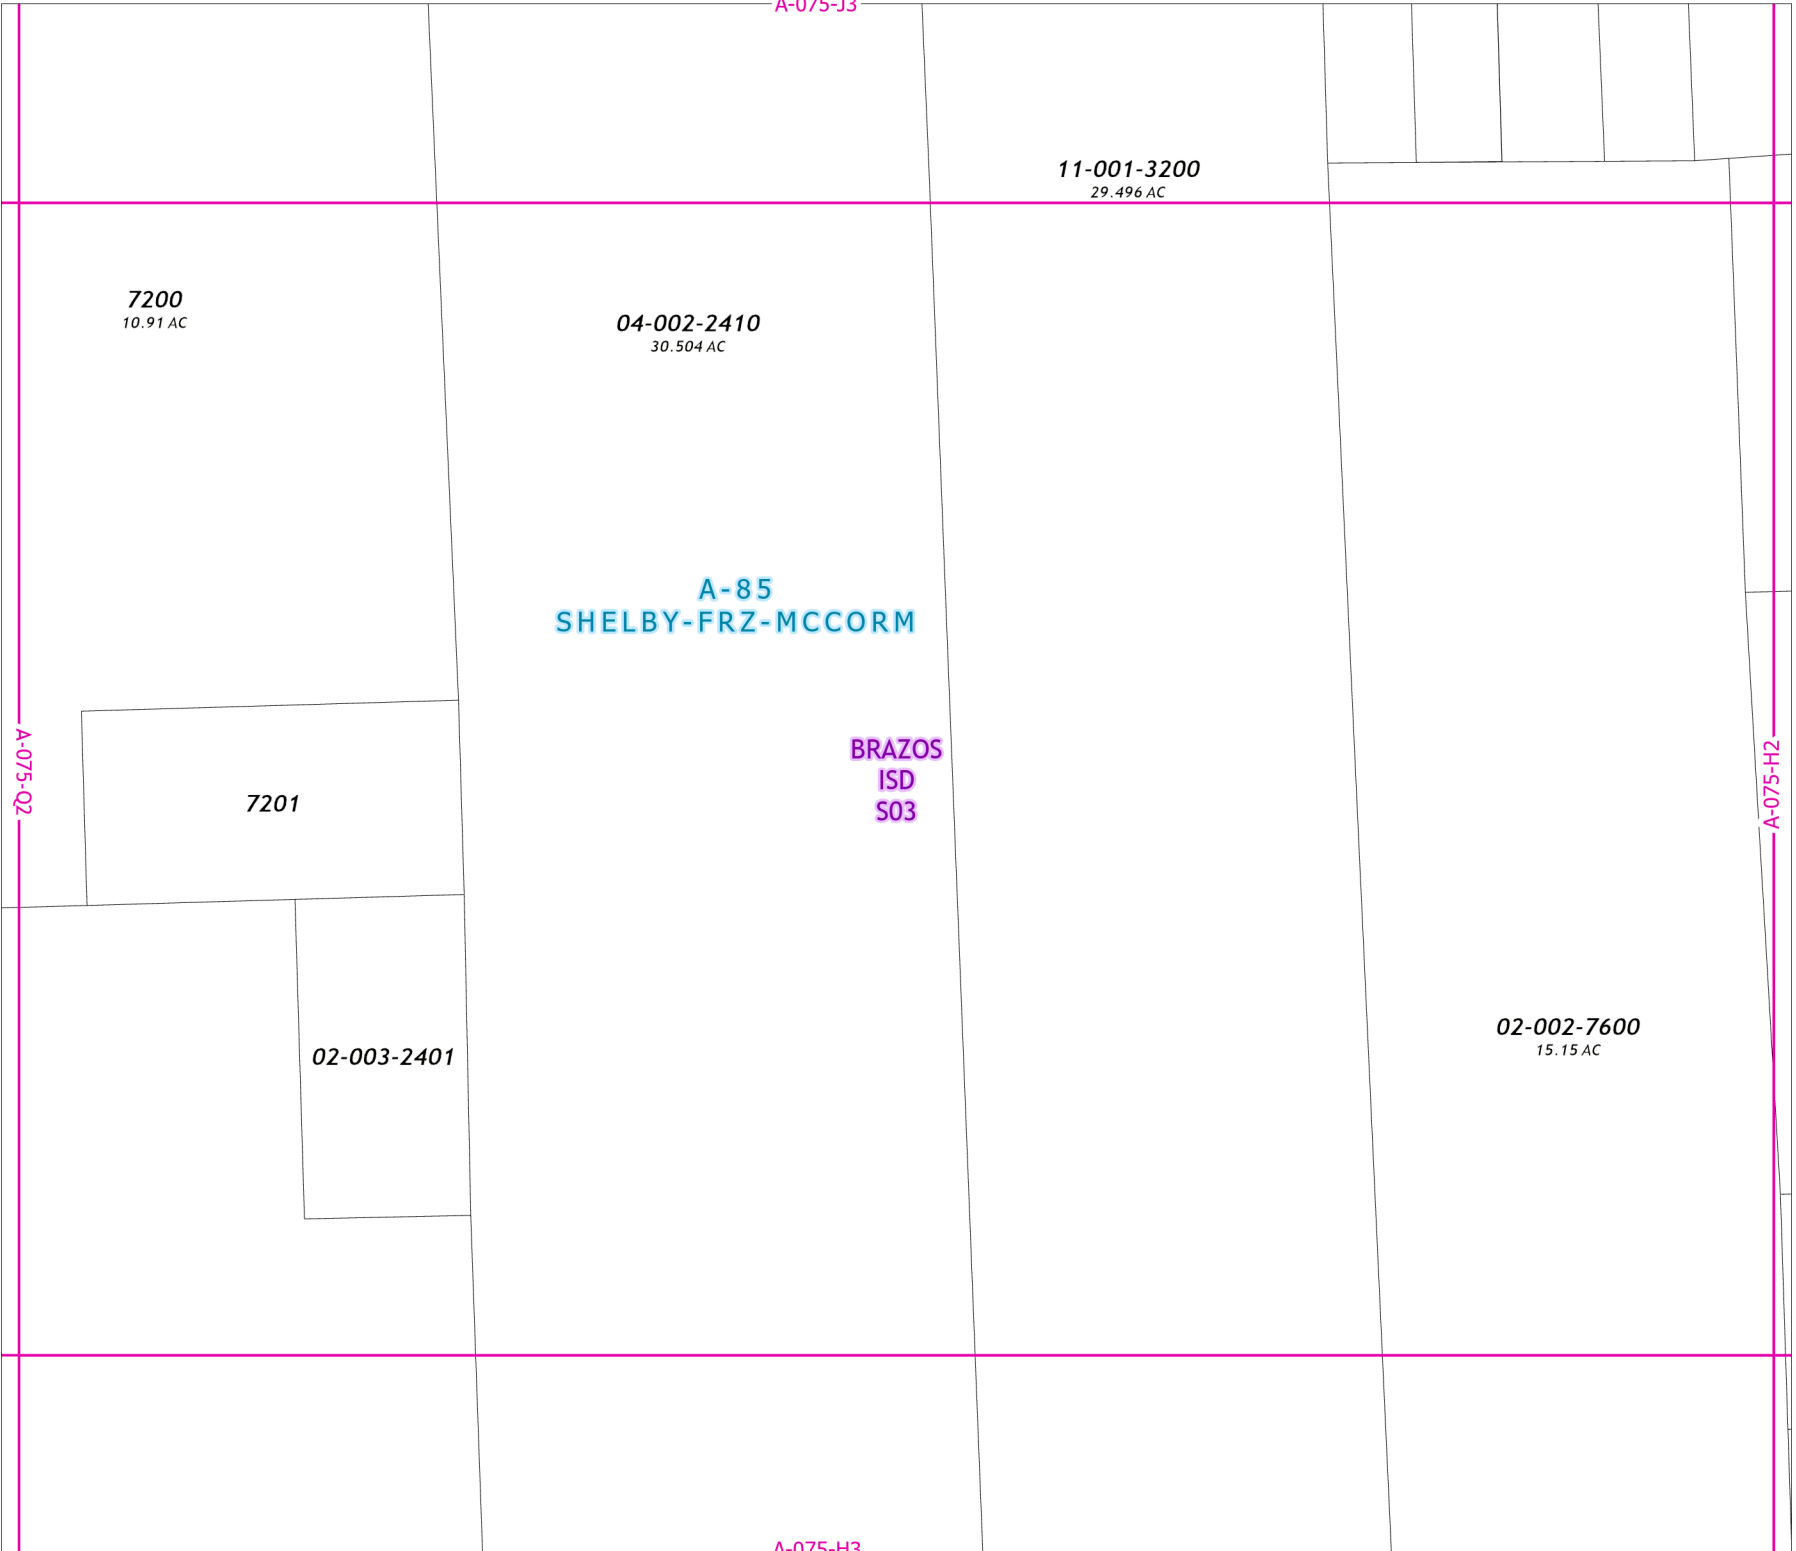 A-075-J3
11-001-3200
29.496 AC
7200
10.91 AC
04-002-2410
30.504 AC
A-85
SHELBY-FRZ-MCCORM
BRAZOS
ISD
S03
A-075-Q2
A-075-H2
7201
02-002-7600
15.15 AC
02-003-2401
A-075-H3